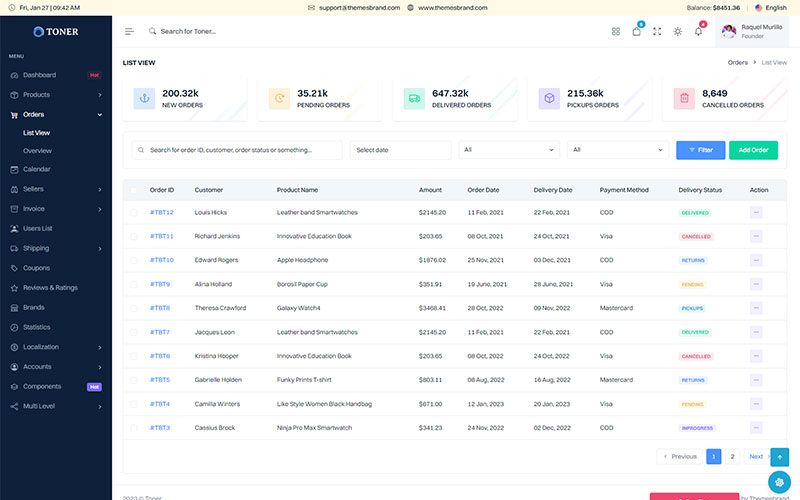 Fri, Jan 27 | 09:42 AM support@themesbrand.com www.themesbrand.com Balance: $8451.36 English
TONER
Search for Toner...
5
4
Raquel Murillo
Founder
MENU
Dashboard Hot
Products
Orders
List View
Overview
Calendar
Sellers
Invoice
Users List
Shipping
Coupons
Reviews & Ratings
Brands
Statistics
Localization
Accounts
Components Hot
Multi Level
LIST VIEW
Orders > List View
200.32k
NEW ORDERS
35.21k
PENDING ORDERS
647.32k
DELIVERED ORDERS
215.36k
PICKUPS ORDERS
8,649
CANCELLED ORDERS
Search for order ID, customer, order status or something... Select date All All Filter Add Order
Order ID Customer Product Name Amount Order Date Delivery Date Payment Method Delivery Status Action
#TBT12 Louis Hicks Leather band Smartwatches $2145.20 11 Feb, 2021 22 Feb, 2021 COD DELIVERED
#TBT11 Richard Jenkins Innovative Education Book $203.65 08 Oct, 2021 24 Oct, 2021 Visa CANCELLED
#TBT10 Edward Rogers Apple Headphone $1876.02 25 Nov, 2021 03 Dec, 2021 COD RETURNS
#TBT9 Alina Holland Borosil Paper Cup $351.91 19 June, 2021 28 June, 2021 Visa PENDING
#TBT8 Theresa Crawford Galaxy Watch4 $3468.41 28 Oct, 2022 09 Nov, 2022 Mastercard PICKUPS
#TBT7 Jacques Leon Leather band Smartwatches $2145.20 11 Feb, 2021 22 Feb, 2021 COD DELIVERED
#TBT6 Kristina Hooper Innovative Education Book $203.65 08 Oct, 2022 24 Oct, 2022 Visa CANCELLED
#TBT5 Gabrielle Holden Funky Prints T-shirt $803.11 08 Aug, 2022 16 Aug, 2022 Mastercard RETURNS
#TBT4 Camilla Winters Like Style Women Black Handbag $671.00 12 Jan, 2023 20 Jan, 2023 Visa PENDING
#TBT3 Cassius Brock Ninja Pro Max Smartwatch $341.23 24 Nov, 2022 02 Dec, 2022 COD INPROGRESS
Previous 1 2 Next
2023 © Toner by Themesbrand